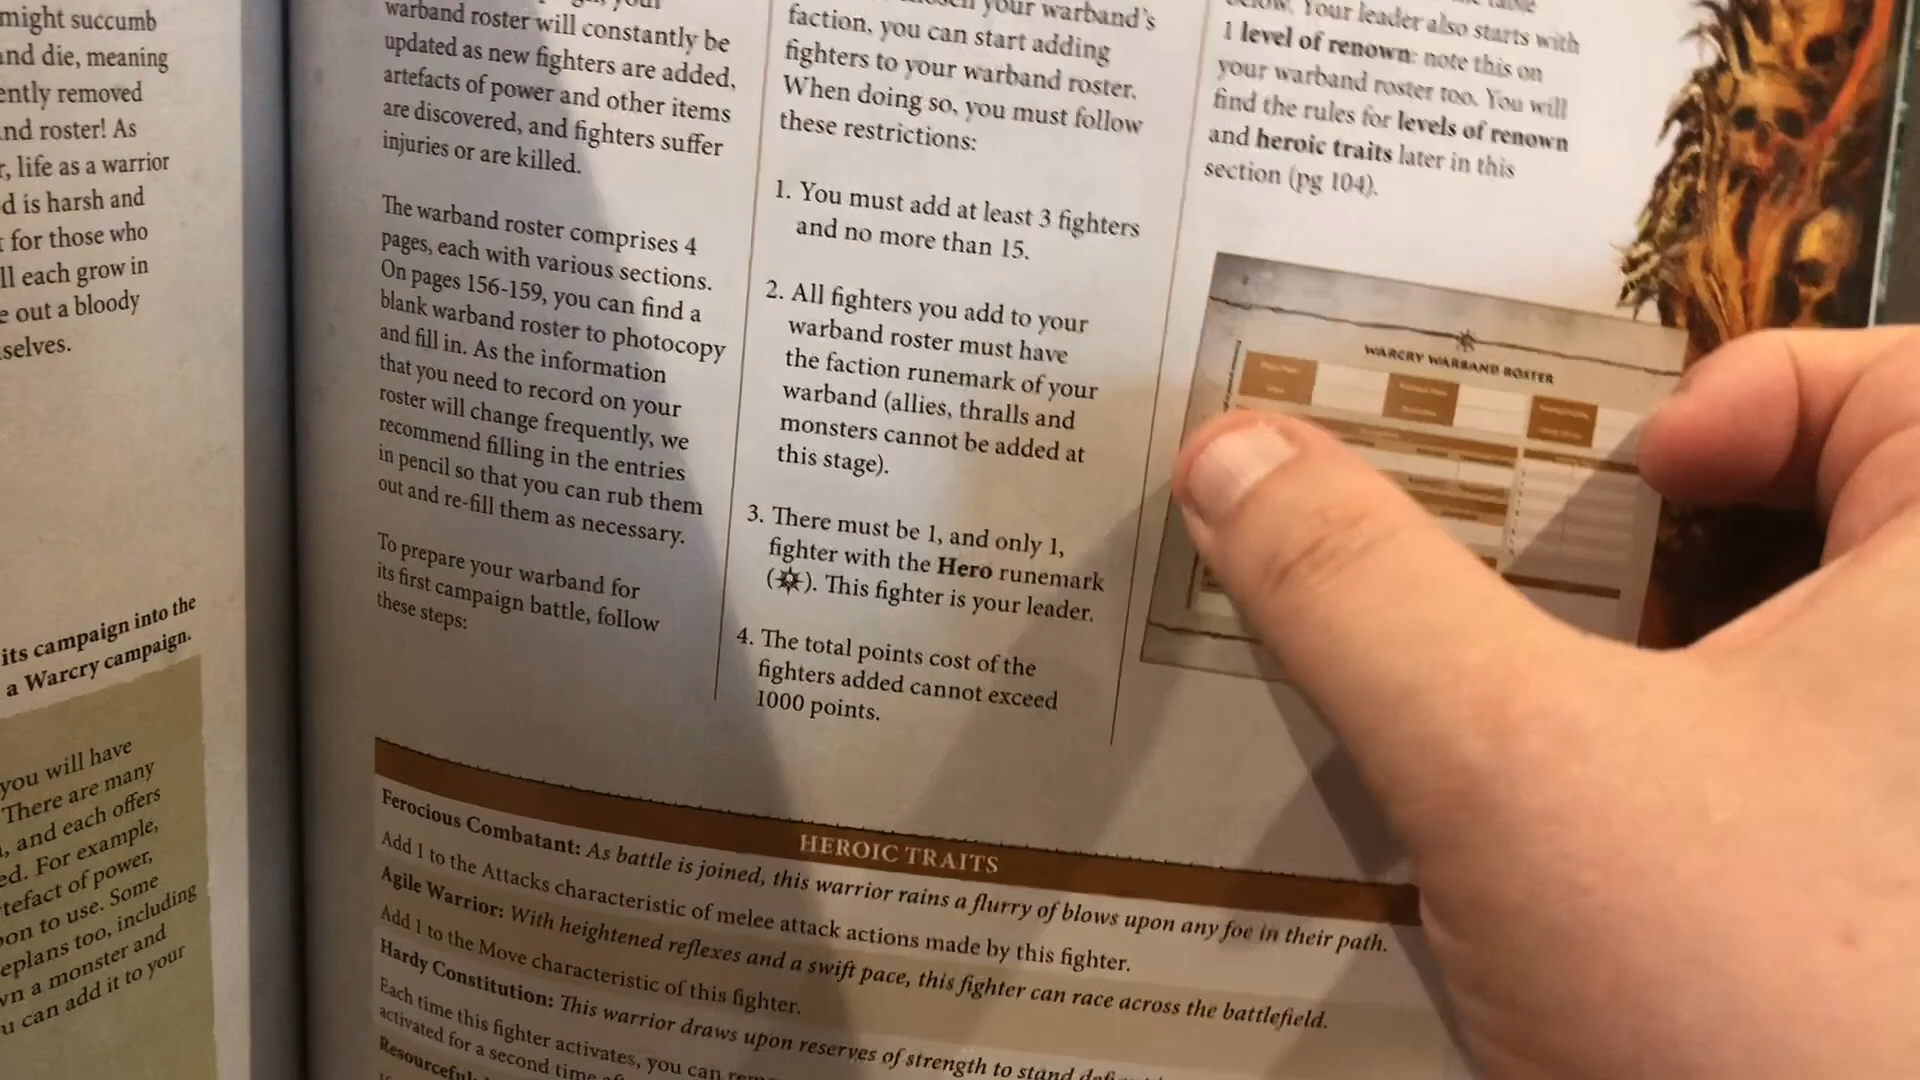 might succumb
and die, meaning
ently removed
nd roster! As
r, life as a warrior
d is harsh and
t for those who
ll each grow in
e out a bloody
selves.
its campaign into the
a Warcry campaign.
you will have
There are many
, and each offers
ed. For example,
tefact of power,
on to use. Some
eplans too, including
vn a monster and
u can add it to your
warband roster will constantly be
updated as new fighters are added,
artefacts of power and other items
are discovered, and fighters suffer
injuries or are killed.
The warband roster comprises 4
pages, each with various sections.
On pages 156-159, you can find a
blank warband roster to photocopy
and fill in. As the information
that you need to record on your
roster will change frequently, we
recommend filling in the entries
in pencil so that you can rub them
out and re-fill them as necessary.
To prepare your warband for
its first campaign battle, follow
these steps:
your warband's
faction, you can start adding
fighters to your warband roster.
When doing so, you must follow
these restrictions:
1. You must add at least 3 fighters
and no more than 15.
2. All fighters you add to your
warband roster must have
the faction runemark of your
warband (allies, thralls and
monsters cannot be added at
this stage).
3. There must be 1, and only 1,
fighter with the Hero runemark
( ). This fighter is your leader.
4. The total points cost of the
fighters added cannot exceed
1000 points.
below. Your leader also starts with
1 level of renown: note this on
your warband roster too. You will
find the rules for levels of renown
and heroic traits later in this
section (pg 104).
WARCRY WARBAND ROSTER
HEROIC TRAITS
Ferocious Combatant: As battle is joined, this warrior rains a flurry of blows upon any foe in their path.
Add 1 to the Attacks characteristic of melee attack actions made by this fighter.
Agile Warrior: With heightened reflexes and a swift pace, this fighter can race across the battlefield.
Add 1 to the Move characteristic of this fighter.
Hardy Constitution: This warrior draws upon reserves of strength to stand
Each time this fighter activates, you can
activated for a second time
Resourceful: